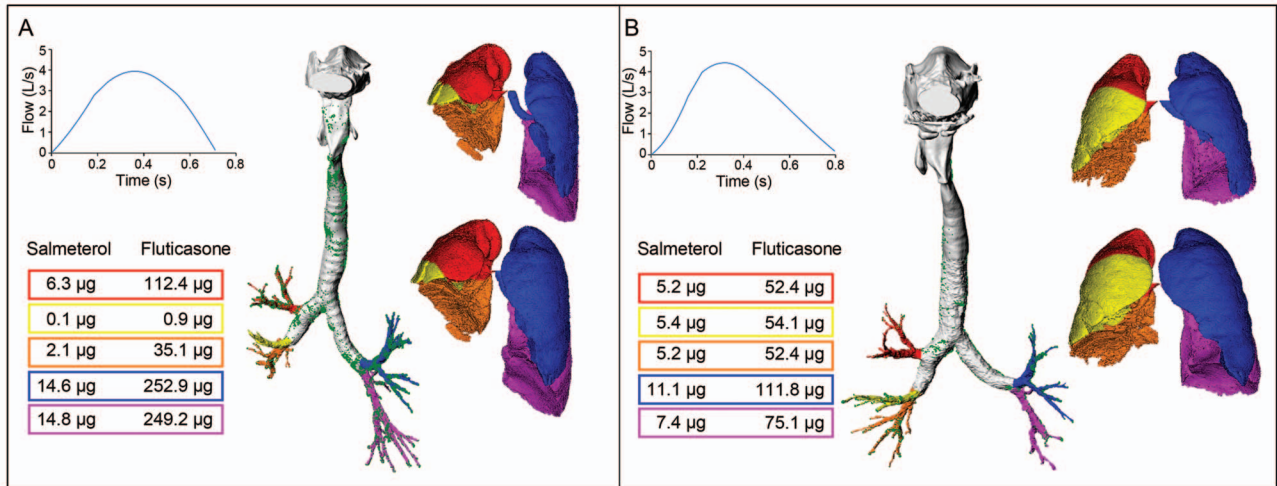 A
Flow (L/s)
5
4
3
2
1
0
0 0.2 0.4 0.6 0.8
Time (s)
Salmeterol Fluticasone
6.3 µg 112.4 µg
0.1 µg 0.9 µg
2.1 µg 35.1 µg
14.6 µg 252.9 µg
14.8 µg 249.2 µg
B
Flow (L/s)
5
4
3
2
1
0
0 0.2 0.4 0.6 0.8
Time (s)
Salmeterol Fluticasone
5.2 µg 52.4 µg
5.4 µg 54.1 µg
5.2 µg 52.4 µg
11.1 µg 111.8 µg
7.4 µg 75.1 µg